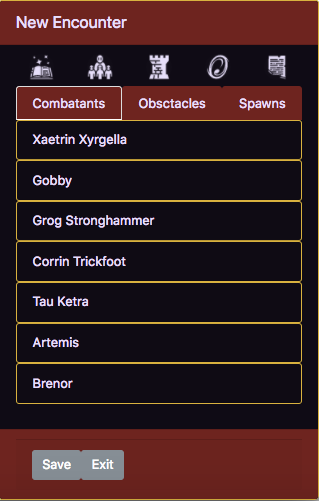 New Encounter
Combatants Obsctacles Spawns
Xaetrin Xyrgella
Gobby
Grog Stronghammer
Corrin Trickfoot
Tau Ketra
Artemis
Brenor
Save Exit